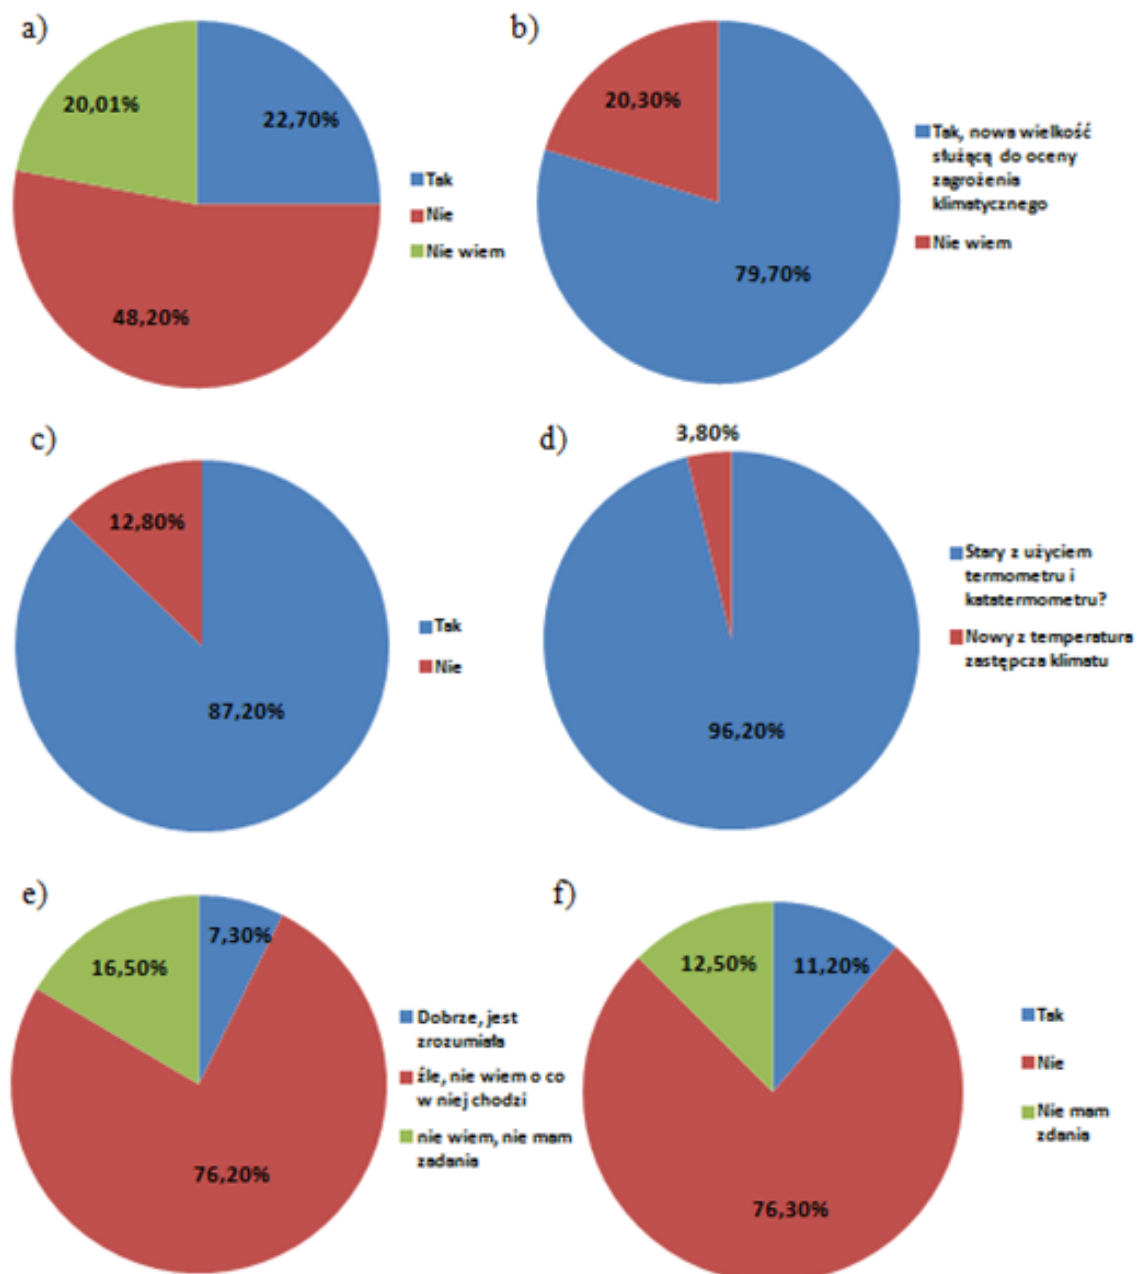 a)
20,01%
22,70%
48,20%
Tak
Nie
Nie wiem
b)
20,30%
79,70%
Tak, nowa wielkość
służącą do oceny
zagrożenia
klimatycznego
Nie wiem
c)
12,80%
87,20%
Tak
Nie
d)
3,80%
96,20%
Stary z użyciem
termometru i
katatermometru?
Nowy z temperatura
zastępcza klimatu
e)
7,30%
16,50%
76,20%
Dobrze, jest
zrozumiała
źle, nie wiem o co
w niej chodzi
nie wiem, nie mam
zadania
f)
12,50%
11,20%
76,30%
Tak
Nie
Nie mam
zdania